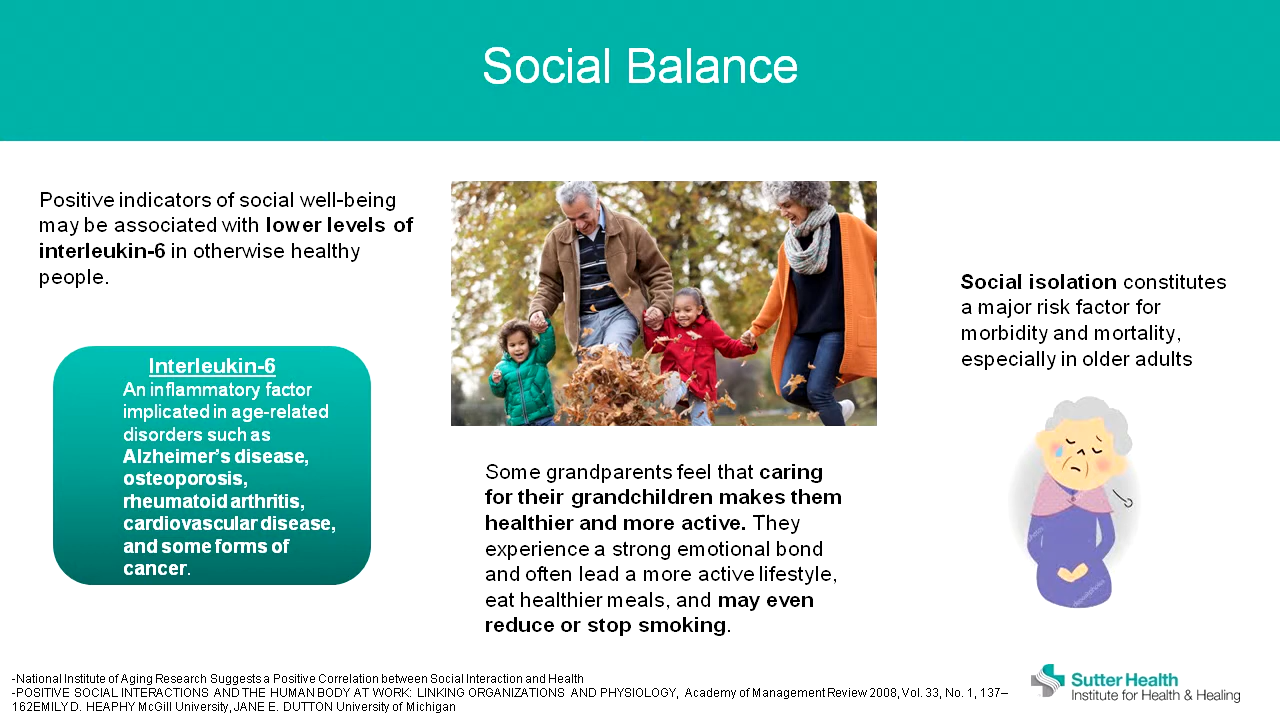 Social Balance
Positive indicators of social well-being
may be associated with lower levels of
interleukin-6 in otherwise healthy
people.
Interleukin-6
An inflammatory factor
implicated in age-related
disorders such as
Alzheimer’s disease,
osteoporosis,
rheumatoid arthritis,
cardiovascular disease,
and some forms of
cancer.
Some grandparents feel that caring
for their grandchildren makes them
healthier and more active. They
experience a strong emotional bond
and often lead a more active lifestyle,
eat healthier meals, and may even
reduce or stop smoking.
Social isolation constitutes
a major risk factor for
morbidity and mortality,
especially in older adults
-National Institute of Aging Research Suggests a Positive Correlation between Social Interaction and Health
-POSITIVE SOCIAL INTERACTIONS AND THE HUMAN BODY AT WORK: LINKING ORGANIZATIONS AND PHYSIOLOGY, Academy of Management Review 2008, Vol. 33, No. 1, 137–
162EMILY D. HEAPHY McGill University, JANE E. DUTTON University of Michigan
Sutter Health
Institute for Health & Healing